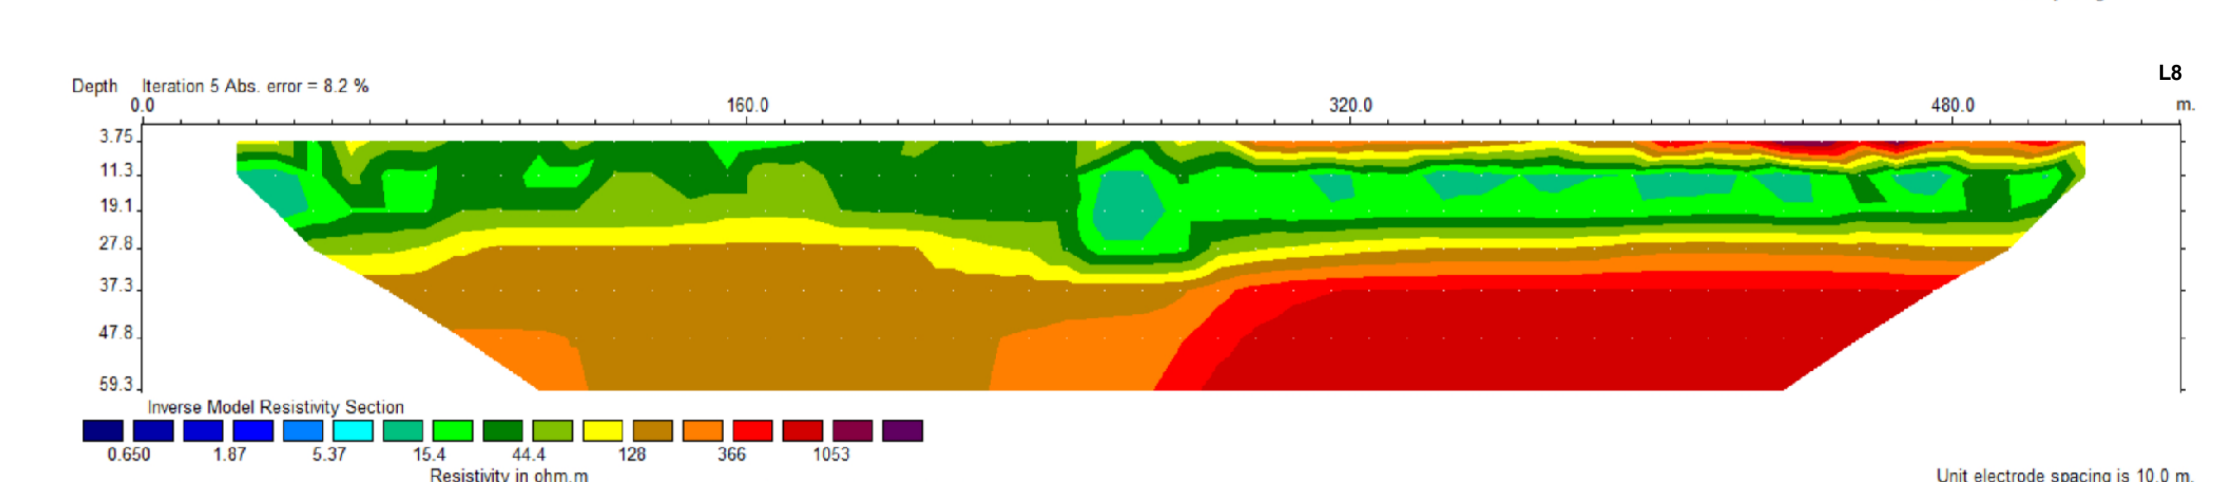 L8
Depth Iteration 5 Abs. error = 8.2 %
0.0 160.0 320.0 480.0 m.
3.75
11.3
19.1
27.8
37.3
47.8
59.3
Inverse Model Resistivity Section
0.650 1.87 5.37 15.4 44.4 128 366 1053
Resistivity in ohm.m
Unit electrode spacing is 10.0 m.